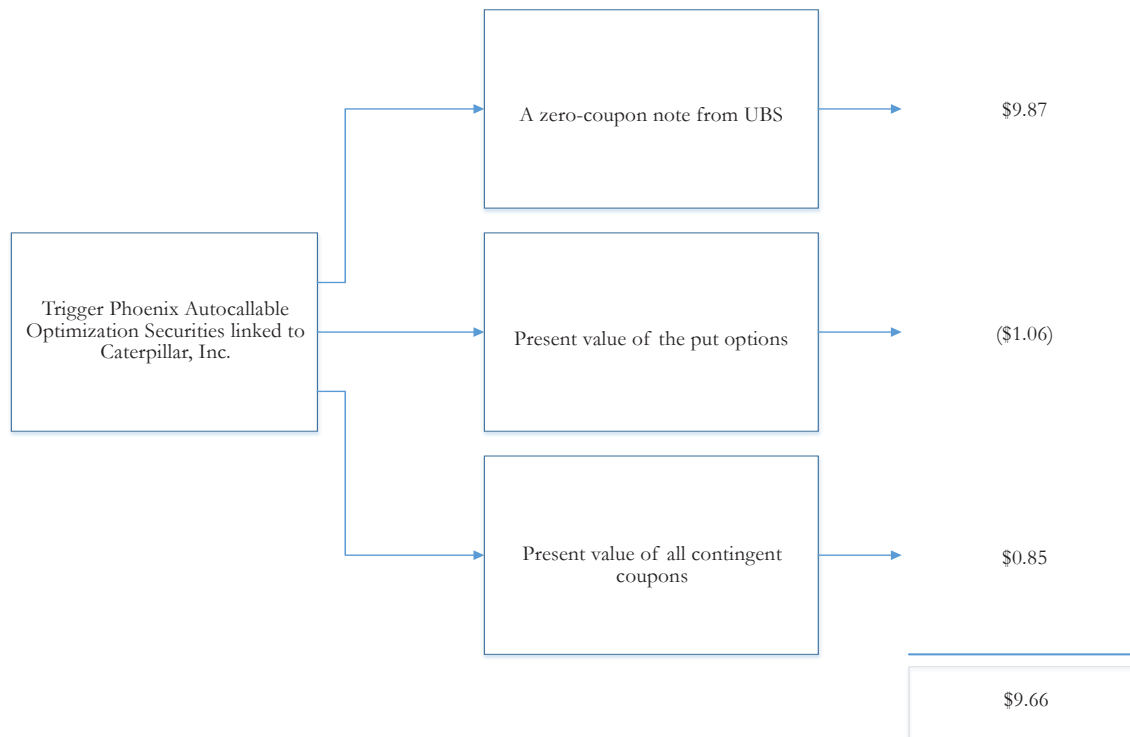 A zero-coupon note from UBS
$9.87
Trigger Phoenix Autocallable
Optimization Securities linked to
Caterpillar, Inc.
Present value of the put options
($1.06)
Present value of all contingent
coupons
$0.85
$9.66